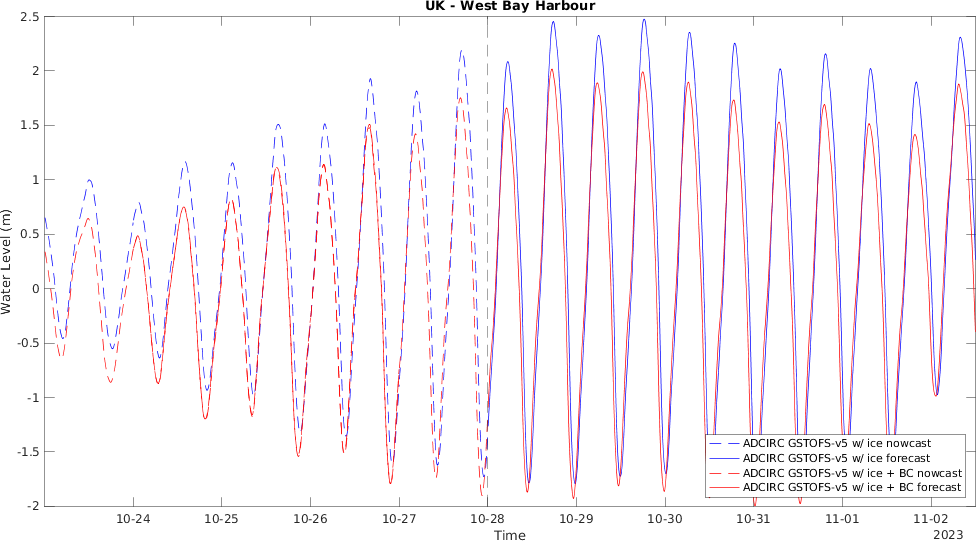 UK - West Bay Harbour
2.5
2
1.5
1
0.5
0
-0.5
-1
-1.5
-2
Water Level (m)
10-24 10-25 10-26 10-27 10-28 10-29 10-30 10-31 11-01 11-02
Time
2023
ADCIRC GSTOFS-v5 w/ ice nowcast
ADCIRC GSTOFS-v5 w/ ice forecast
ADCIRC GSTOFS-v5 w/ ice + BC nowcast
ADCIRC GSTOFS-v5 w/ ice + BC forecast